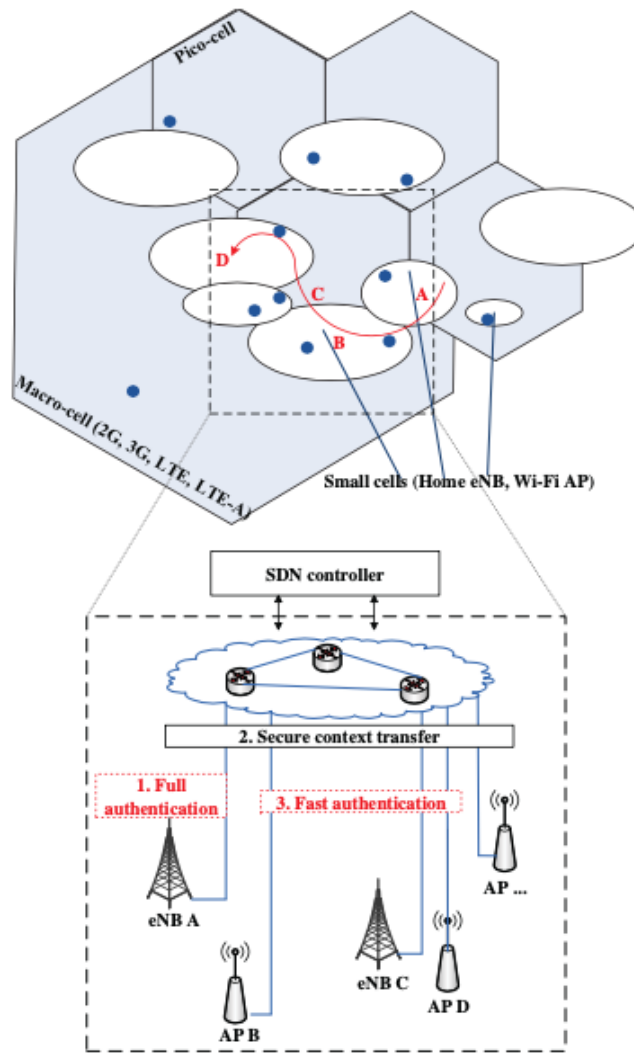 Pico-cell
D
C
A
B
Macro-cell (2G, 3G, LTE, LTE-A)
Small cells (Home eNB, Wi-Fi AP)
SDN controller
2. Secure context transfer
1. Full
authentication
3. Fast authentication
AP ...
eNB A
eNB C
AP D
AP B